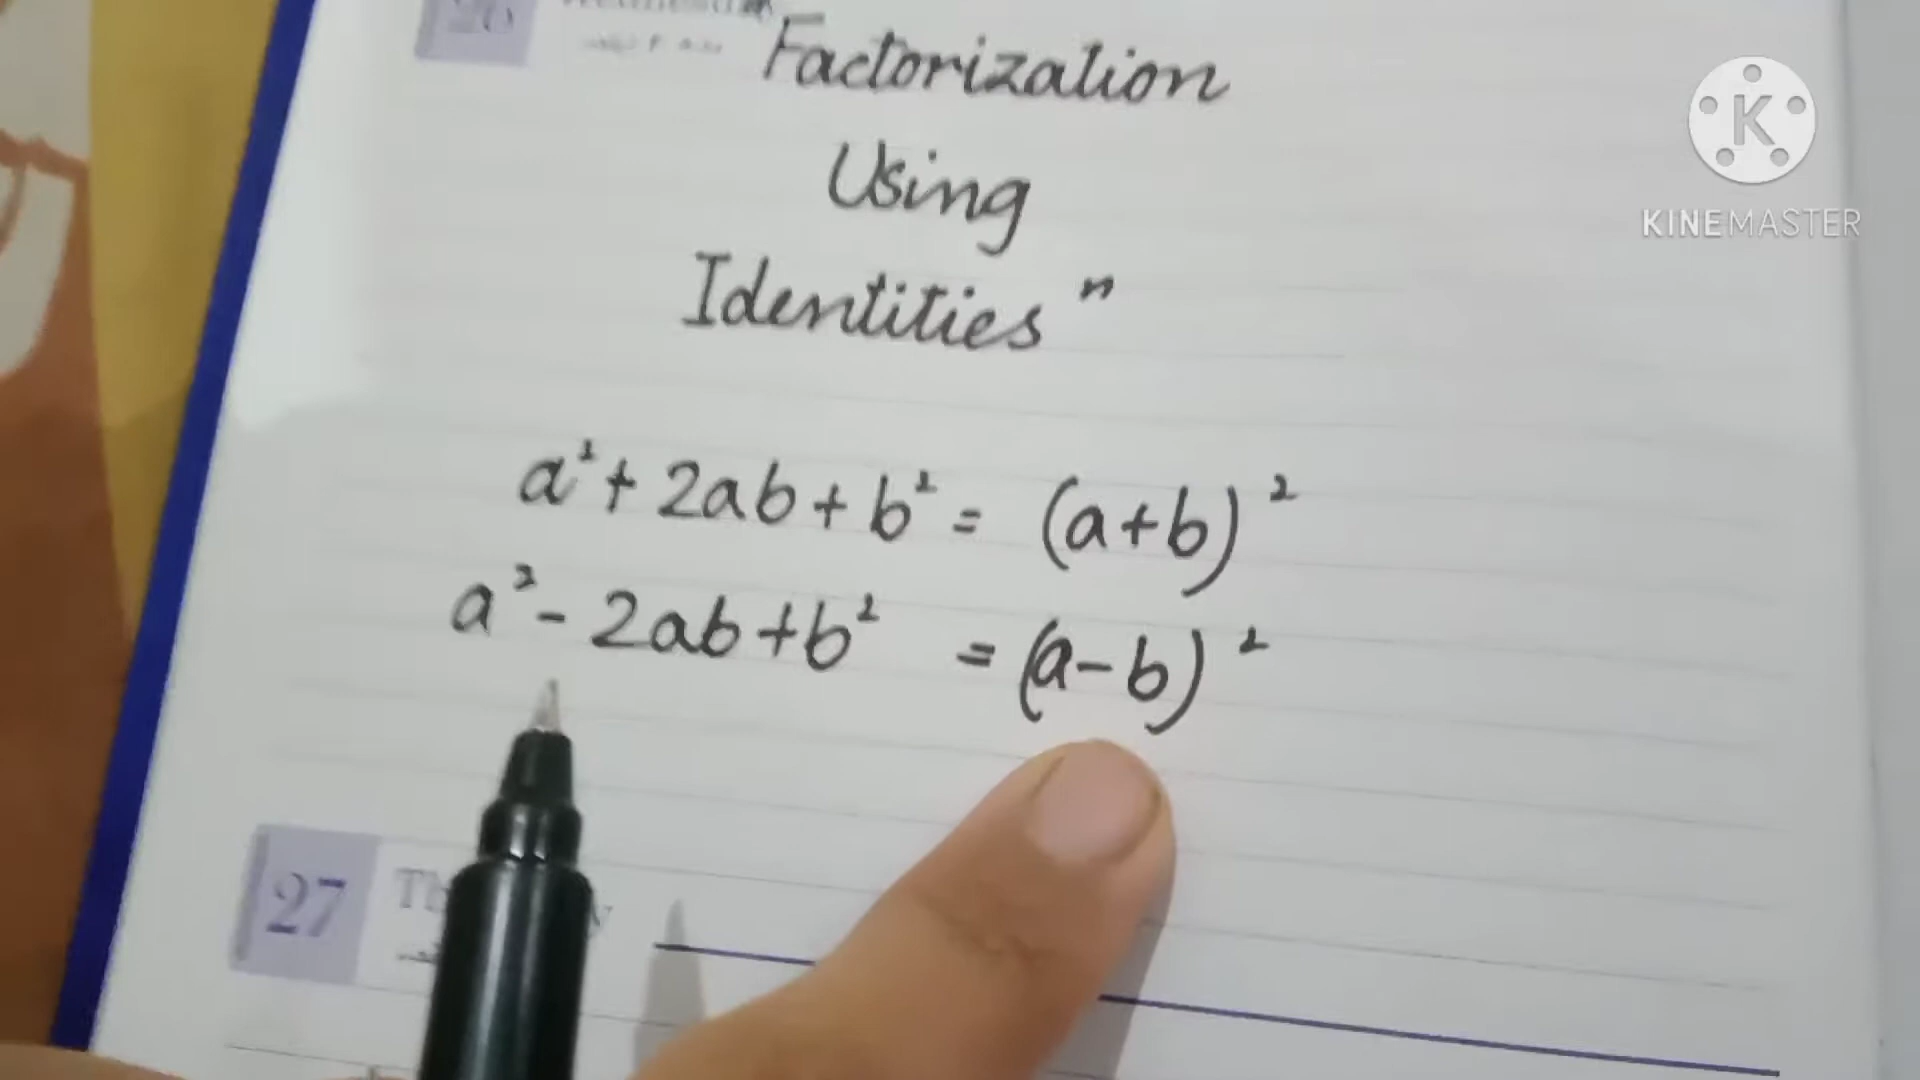 26
Factorization
Using
Identities "
a² + 2ab + b² = (a+b)²
a² - 2ab + b² = (a-b)²
27
KINEMASTER